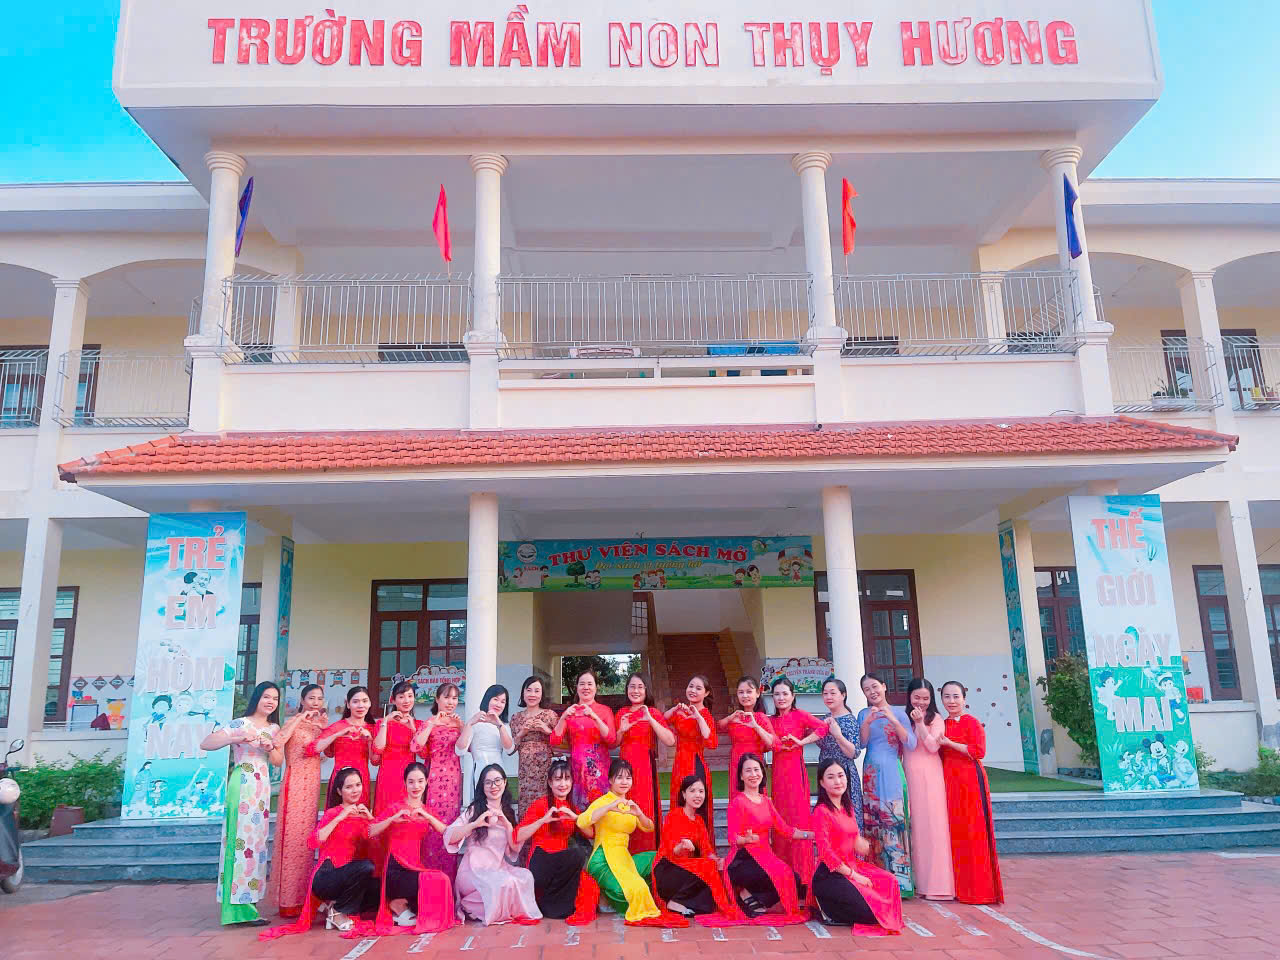 TRƯỜNG MẦM NON THỤY HƯƠNG
THƯ VIỆN SÁCH MỞ
TRẺ
EM
HÔM
NAY
THẾ
GIỚI
NGÀY
MAI